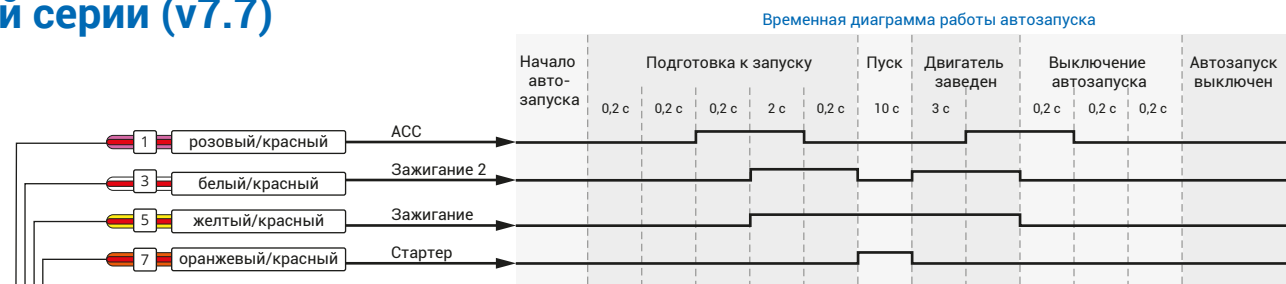 й серии (v7.7)
Временная диаграмма работы автозапуска
Начало
авто-
запуска
Подготовка к запуску
Пуск
Двигатель
заведен
Выключение
автозапуска
Автозапуск
выключен
0,2 с 0,2 с 0,2 с 2 с 0,2 с 10 с 3 с 0,2 с 0,2 с 0,2 с
1 розовый/красный АСС
3 белый/красный Зажигание 2
5 желтый/красный Зажигание
7 оранжевый/красный Стартер